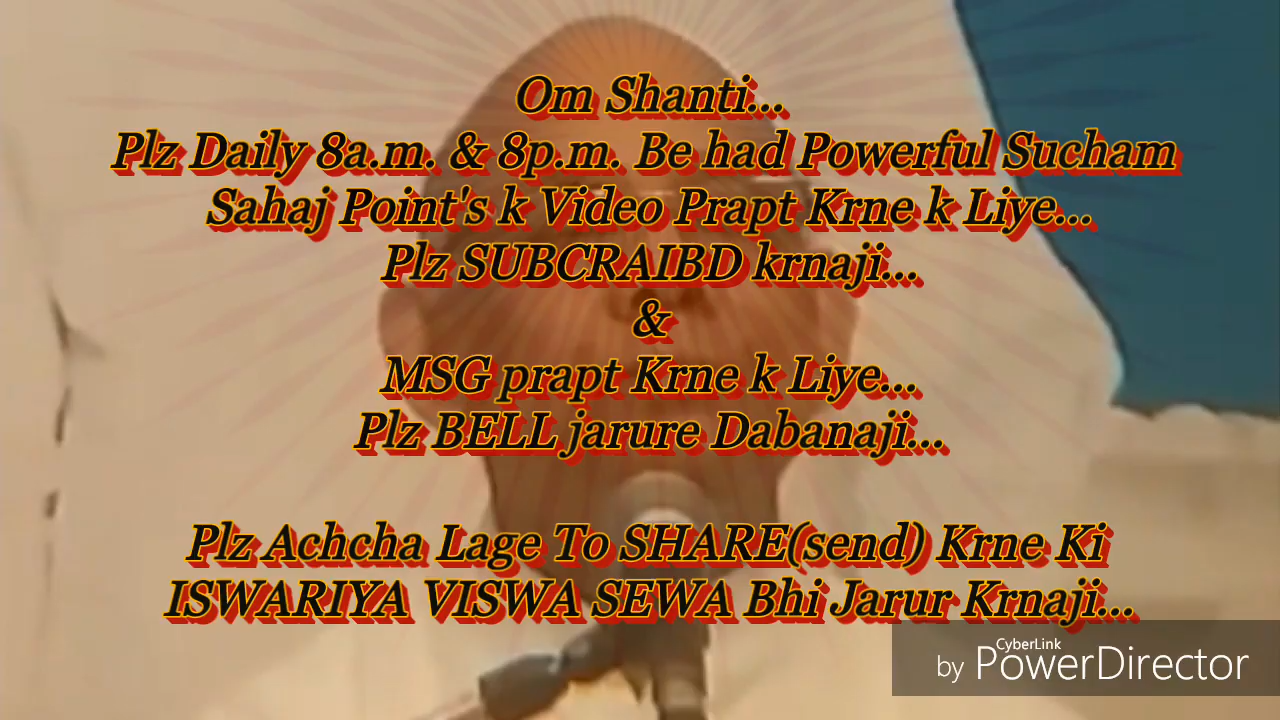 Om Shanti...
Plz Daily 8a.m. & 8p.m. Be had Powerful Sucham
Sahaj Point's k Video Prapt Krne k Liye...
Plz SUBCRAIBD krnaji...
&
MSG prapt Krne k Liye...
Plz BELL jarure Dabanaji...
Plz Achcha Lage To SHARE(send) Krne Ki
ISWARIYA VISWA SEWA Bhi Jarur Krnaji...
CyberLink
by PowerDirector